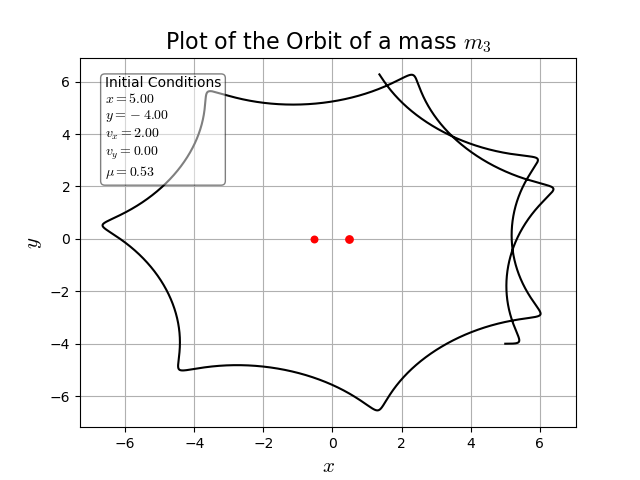 Plot of the Orbit of a mass m₃
Initial Conditions
x = 5.00
y = −4.00
vₓ = 2.00
v_y = 0.00
μ = 0.53
6
4
2
0
−2
−4
−6
y
−6 −4 −2 0 2 4 6
x